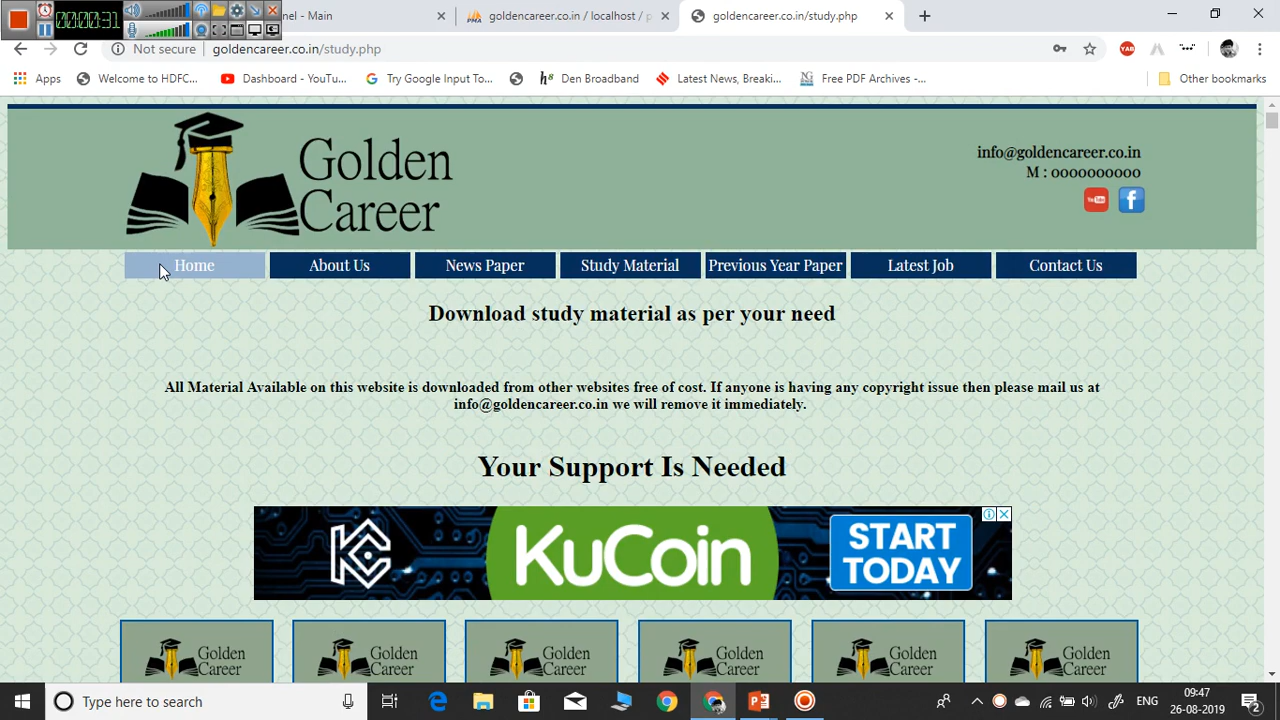 00:00:31
nel - Main
goldencareer.co.in / localhost / p
goldencareer.co.in/study.php
Not secure
goldencareer.co.in/study.php
YAB
Apps
Welcome to HDFC...
Dashboard - YouTu...
Try Google Input To...
Den Broadband
Latest News, Breaki...
Free PDF Archives -...
Other bookmarks
Golden
Career
info@goldencareer.co.in
M : 0000000000
Home
About Us
News Paper
Study Material
Previous Year Paper
Latest Job
Contact Us
Download study material as per your need
All Material Available on this website is downloaded from other websites free of cost. If anyone is having any copyright issue then please mail us at
info@goldencareer.co.in we will remove it immediately.
Your Support Is Needed
KuCoin
START
TODAY
Golden
Career
Golden
Career
Golden
Career
Golden
Career
Golden
Career
Golden
Career
Type here to search
ENG
09:47
26-08-2019
2